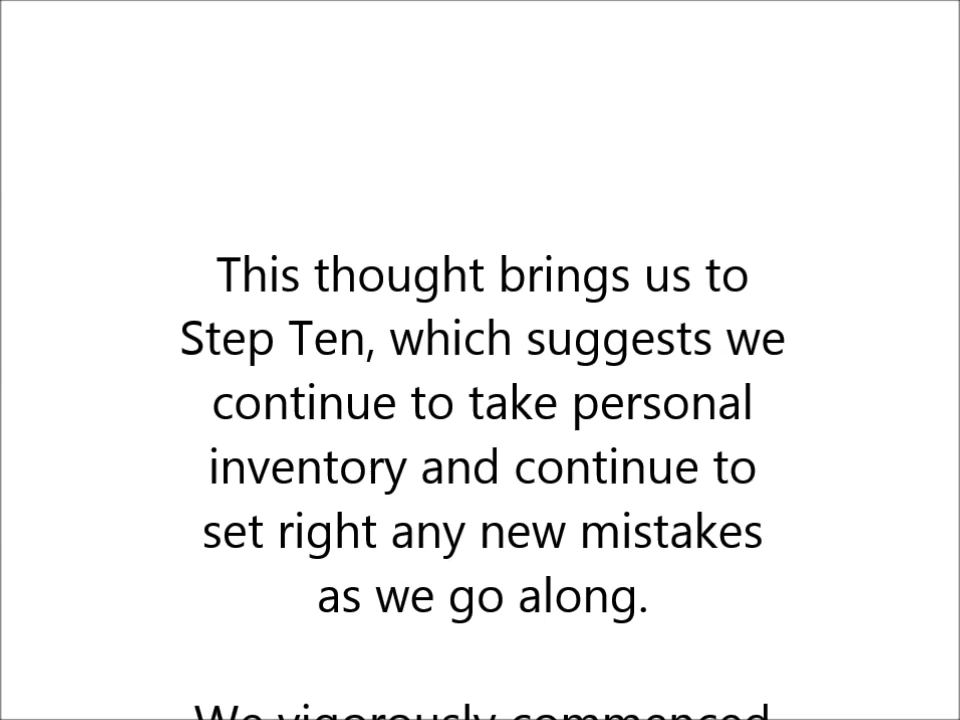 This thought brings us to
Step Ten, which suggests we
continue to take personal
inventory and continue to
set right any new mistakes
as we go along.
We vigorously commenced